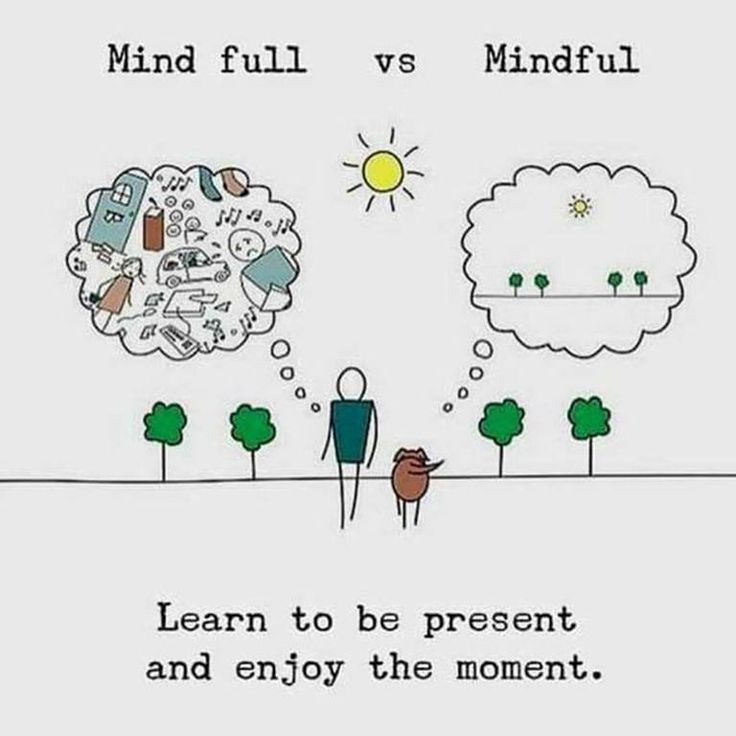 Mind full vs Mindful
Learn to be present
and enjoy the moment.